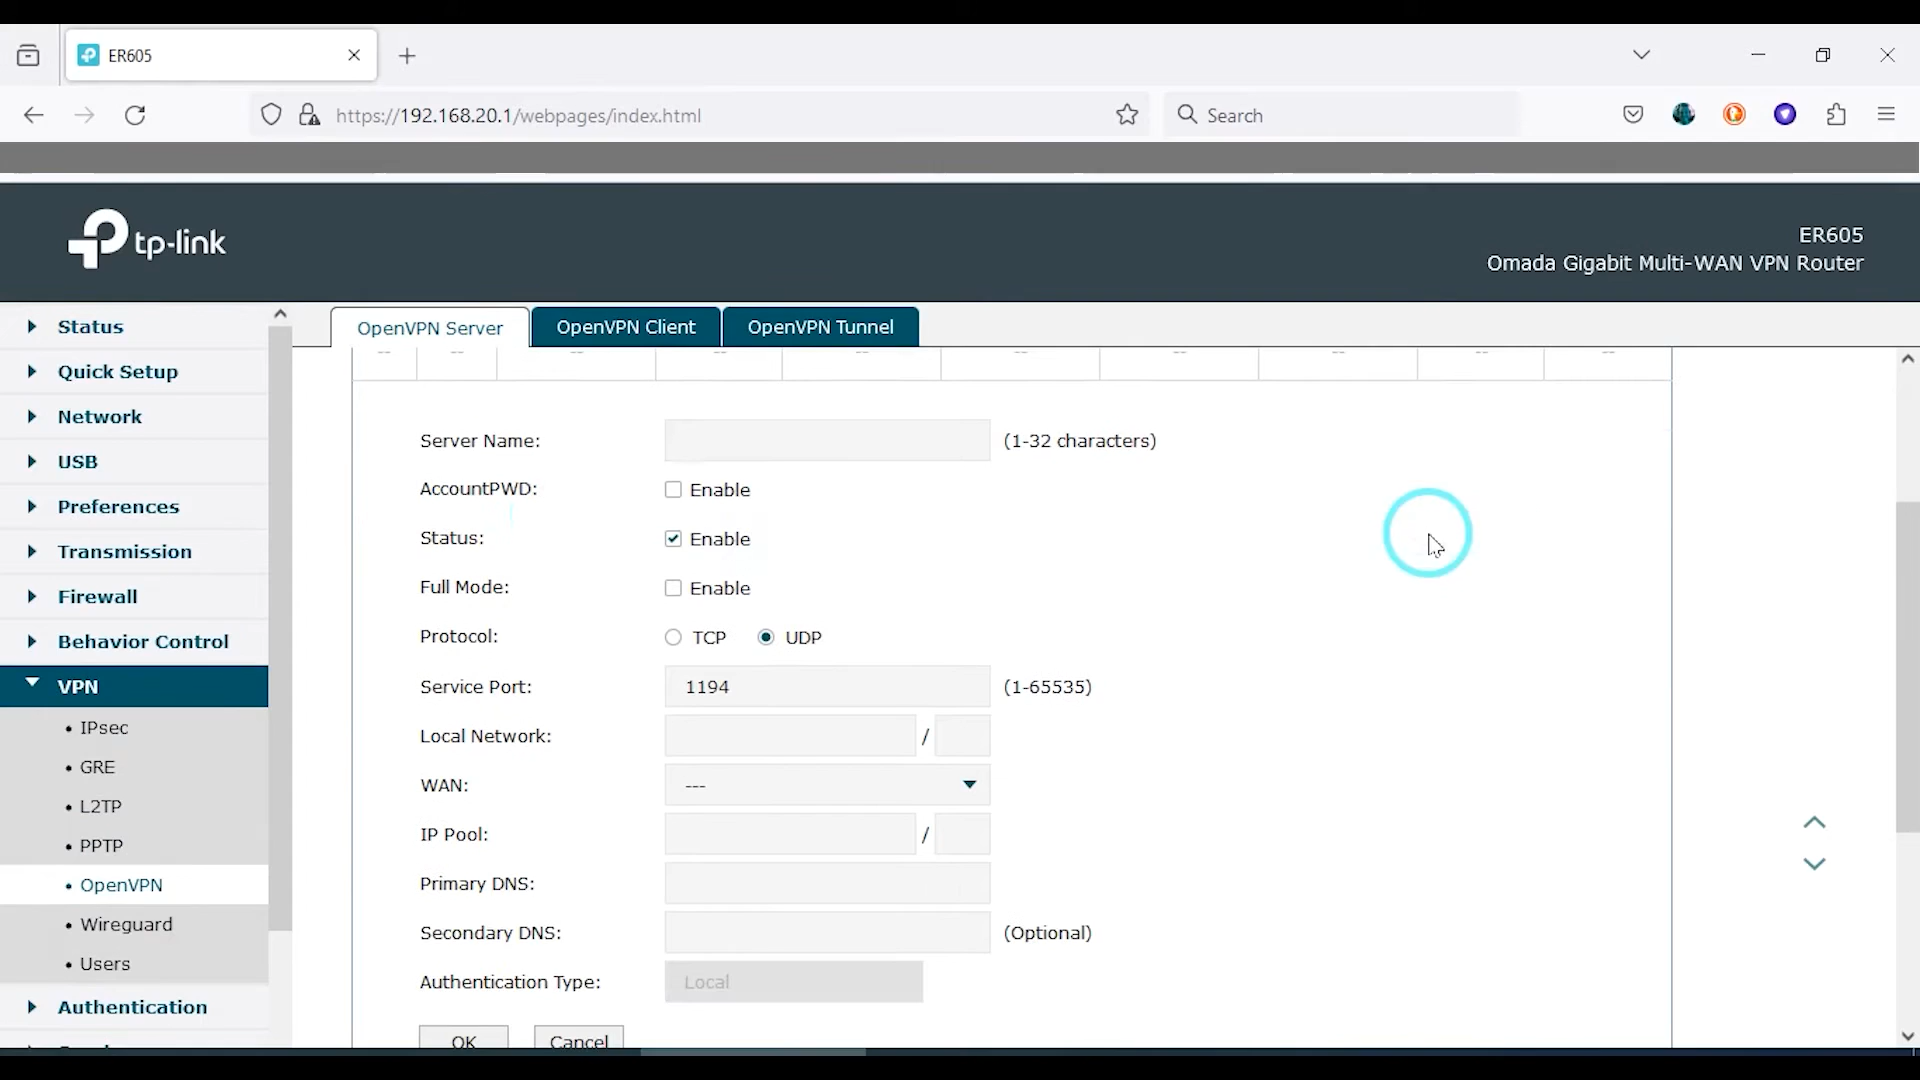 ER605
https://192.168.20.1/webpages/index.html
Search
tp-link
ER605
Omada Gigabit Multi-WAN VPN Router
Status
Quick Setup
Network
USB
Preferences
Transmission
Firewall
Behavior Control
VPN
• IPsec
• GRE
• L2TP
• PPTP
• OpenVPN
• Wireguard
• Users
Authentication
OpenVPN Server
OpenVPN Client
OpenVPN Tunnel
-- -- -- -- -- -- -- -- -- --
Server Name: (1-32 characters)
AccountPWD: Enable
Status: Enable
Full Mode: Enable
Protocol: TCP UDP
Service Port: 1194 (1-65535)
Local Network: /
WAN: ---
IP Pool: /
Primary DNS:
Secondary DNS: (Optional)
Authentication Type: Local
OK Cancel